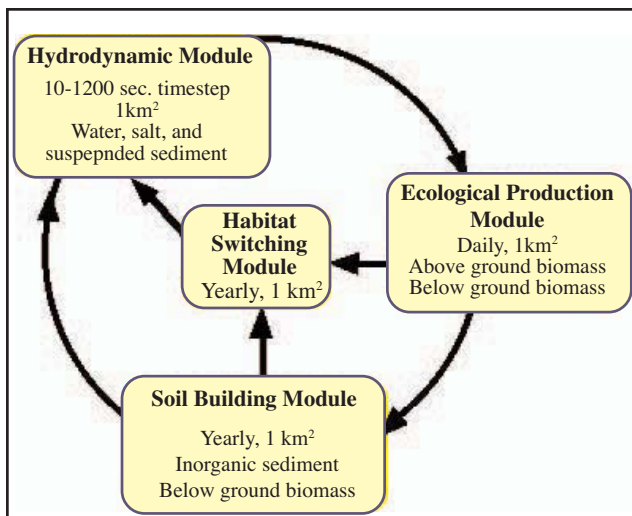 Hydrodynamic Module
10-1200 sec. timestep
1km²
Water, salt, and
suspepnded sediment
Ecological Production
Module
Daily, 1km²
Above ground biomass
Below ground biomass
Habitat
Switching
Module
Yearly, 1 km²
Soil Building Module
Yearly, 1 km²
Inorganic sediment
Below ground biomass